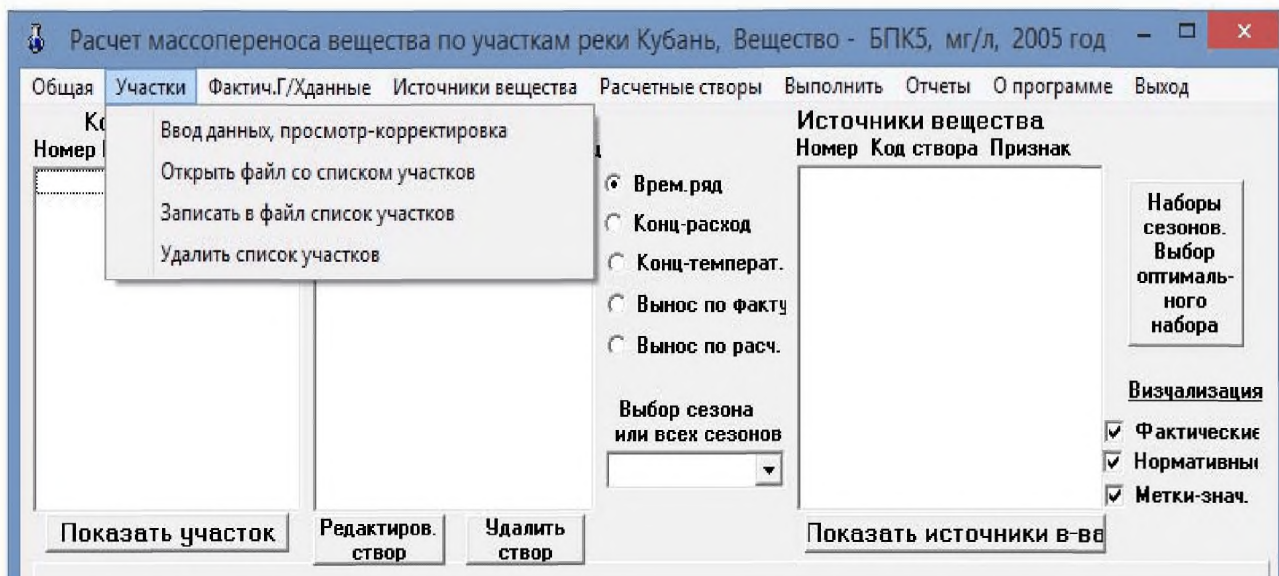 Расчет массопереноса вещества по участкам реки Кубань, Вещество - БПК5, мг/л, 2005 год
Общая Участки Фактич.Г/Хданные Источники вещества Расчетные створы Выполнить Отчеты О программе Выход
Ввод данных, просмотр-корректировка
Открыть файл со списком участков
Записать в файл список участков
Удалить список участков
Номер
Врем.ряд
Конц-расход
Конц-температ.
Вынос по факту
Вынос по расч.
Выбор сезона
или всех сезонов
Источники вещества
Номер Код створа Признак
Наборы
сезонов.
Выбор
оптималь-
ного
набора
Визуализация
Фактические
Нормативны
Метки-знач.
Показать участок
Редактиров.
створ
Удалить
створ
Показать источники в-ва